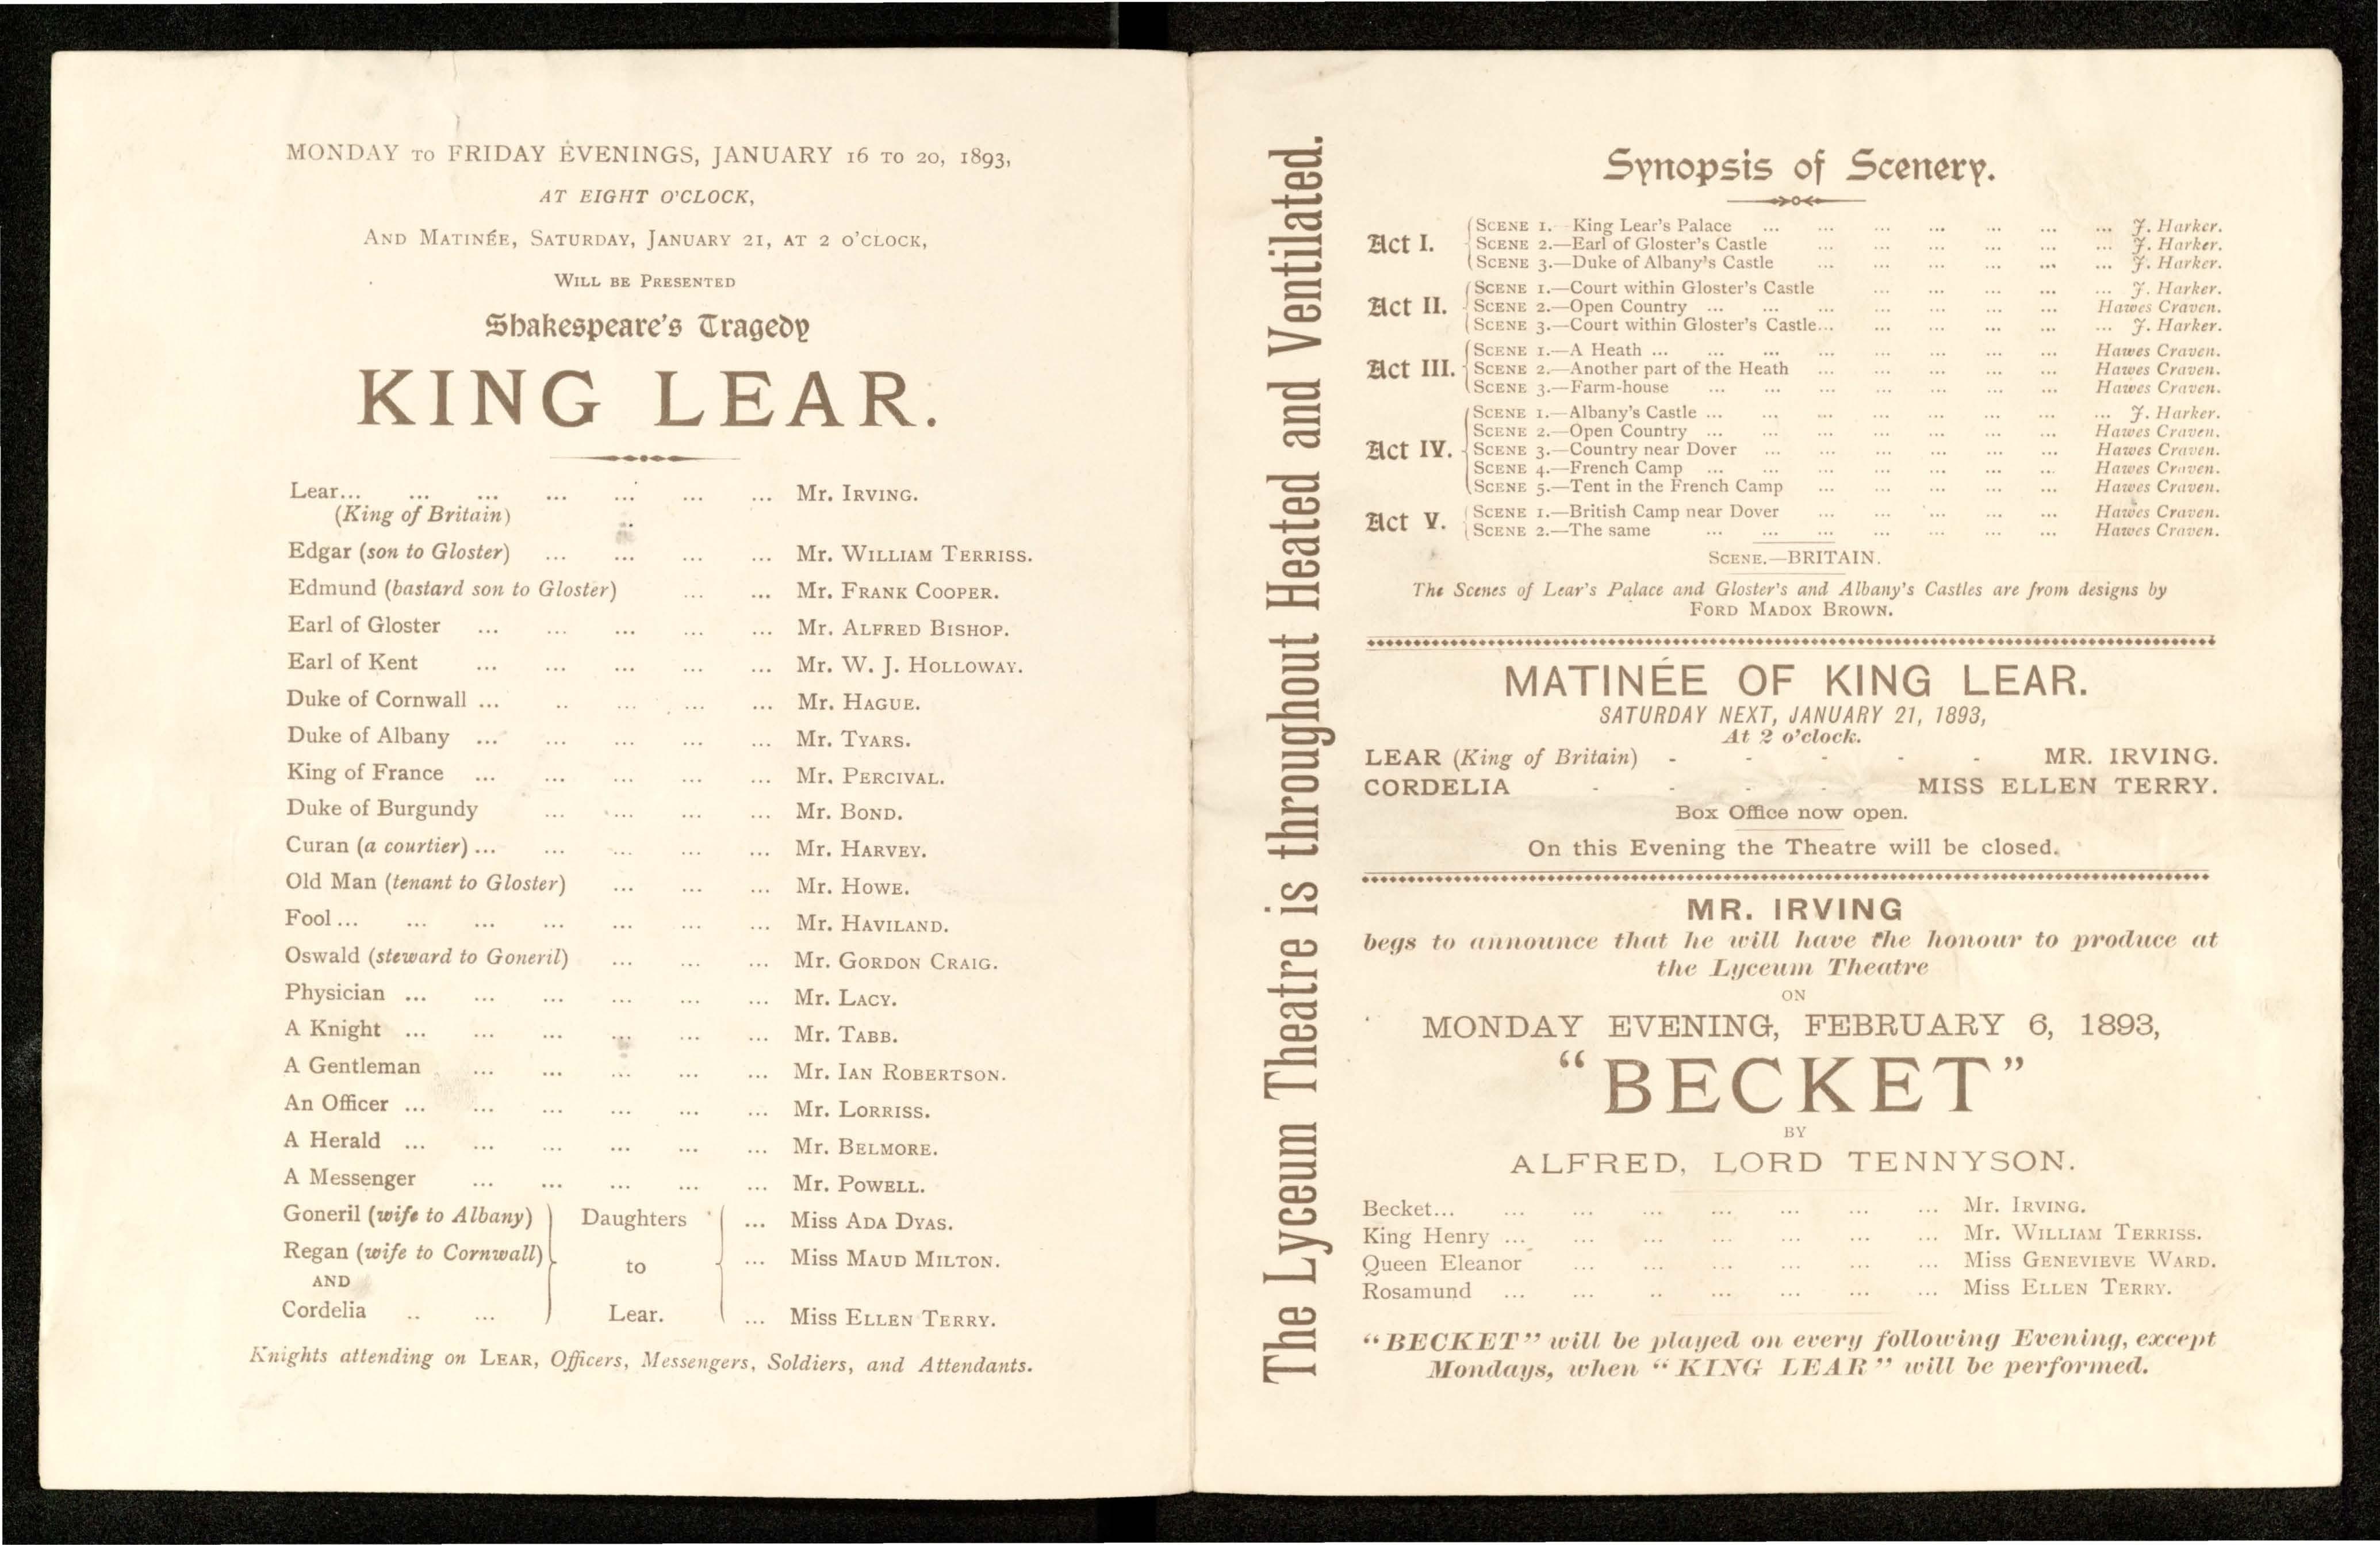 MONDAY TO FRIDAY EVENINGS, JANUARY 16 TO 20, 1893,
AT EIGHT O'CLOCK,
AND MATINÉE, SATURDAY, JANUARY 21, AT 2 O'CLOCK,
WILL BE PRESENTED
Shakespeare's Tragedy
KING LEAR.
Lear... ... ... ... ... ... ... Mr. IRVING.
(King of Britain)
Edgar (son to Gloster) ... ... ... ... Mr. WILLIAM TERRISS.
Edmund (bastard son to Gloster) ... ... Mr. FRANK COOPER.
Earl of Gloster ... ... ... ... ... Mr. ALFRED BISHOP.
Earl of Kent ... ... ... ... ... Mr. W. J. HOLLOWAY.
Duke of Cornwall ... .. ... ... ... Mr. HAGUE.
Duke of Albany ... ... ... ... ... Mr. TYARS.
King of France ... ... ... ... ... Mr. PERCIVAL.
Duke of Burgundy ... ... ... ... Mr. BOND.
Curan (a courtier) ... ... ... ... ... Mr. HARVEY.
Old Man (tenant to Gloster) ... ... ... Mr. HOWE.
Fool ... ... ... ... ... ... ... Mr. HAVILAND.
Oswald (steward to Goneril) ... ... ... Mr. GORDON CRAIG.
Physician ... ... ... ... ... ... Mr. LACY.
A Knight ... ... ... ... ... ... Mr. TABB.
A Gentleman ... ... ... ... ... Mr. IAN ROBERTSON.
An Officer ... ... ... ... ... ... Mr. LORRISS.
A Herald ... ... ... ... ... ... Mr. BELMORE.
A Messenger ... ... ... ... ... Mr. POWELL.
Goneril (wife to Albany) Daughters ... Miss ADA DYAS.
Regan (wife to Cornwall) to ... Miss MAUD MILTON.
AND
Cordelia .. ... Lear. ... Miss ELLEN TERRY.
Knights attending on LEAR, Officers, Messengers, Soldiers, and Attendants.
The Lyceum Theatre is throughout Heated and Ventilated.
Synopsis of Scenery.
Act I. SCENE 1. King Lear's Palace ... ... ... ... ... ... ... J. Harker.
SCENE 2.—Earl of Gloster's Castle ... ... ... ... ... ... J. Harker.
SCENE 3.—Duke of Albany's Castle ... ... ... ... ... ... J. Harker.
Act II. SCENE 1.—Court within Gloster's Castle ... ... ... ... ... J. Harker.
SCENE 2.—Open Country ... ... ... ... ... ... ... Hawes Craven.
SCENE 3.—Court within Gloster's Castle... ... ... ... ... ... J. Harker.
Act III. SCENE 1.—A Heath ... ... ... ... ... ... ... ... Hawes Craven.
SCENE 2.—Another part of the Heath ... ... ... ... ... Hawes Craven.
SCENE 3.—Farm-house ... ... ... ... ... ... ... Hawes Craven.
Act IV. SCENE 1.—Albany's Castle ... ... ... ... ... ... ... ... J. Harker.
SCENE 2.—Open Country ... ... ... ... ... ... ... Hawes Craven.
SCENE 3.—Country near Dover ... ... ... ... ... ... Hawes Craven.
SCENE 4.—French Camp ... ... ... ... ... ... ... Hawes Craven.
SCENE 5.—Tent in the French Camp ... ... ... ... ... Hawes Craven.
Act V. SCENE 1.—British Camp near Dover ... ... ... ... ... Hawes Craven.
SCENE 2.—The same ... ... ... ... ... ... ... Hawes Craven.
SCENE.—BRITAIN.
The Scenes of Lear's Palace and Gloster's and Albany's Castles are from designs by
FORD MADOX BROWN.
MATINÉE OF KING LEAR.
SATURDAY NEXT, JANUARY 21, 1893,
At 2 o'clock.
LEAR (King of Britain) - - - - - MR. IRVING.
CORDELIA - - - - MISS ELLEN TERRY.
Box Office now open.
On this Evening the Theatre will be closed.
MR. IRVING
begs to announce that he will have the honour to produce at
the Lyceum Theatre
ON
MONDAY EVENING, FEBRUARY 6, 1893,
"BECKET"
BY
ALFRED, LORD TENNYSON.
Becket... ... ... ... ... ... ... ... Mr. IRVING.
King Henry ... ... ... ... ... ... ... Mr. WILLIAM TERRISS.
Queen Eleanor ... ... ... ... ... ... Miss GENEVIEVE WARD.
Rosamund ... ... .. ... ... ... ... Miss ELLEN TERRY.
"BECKET" will be played on every following Evening, except
Mondays, when "KING LEAR" will be performed.